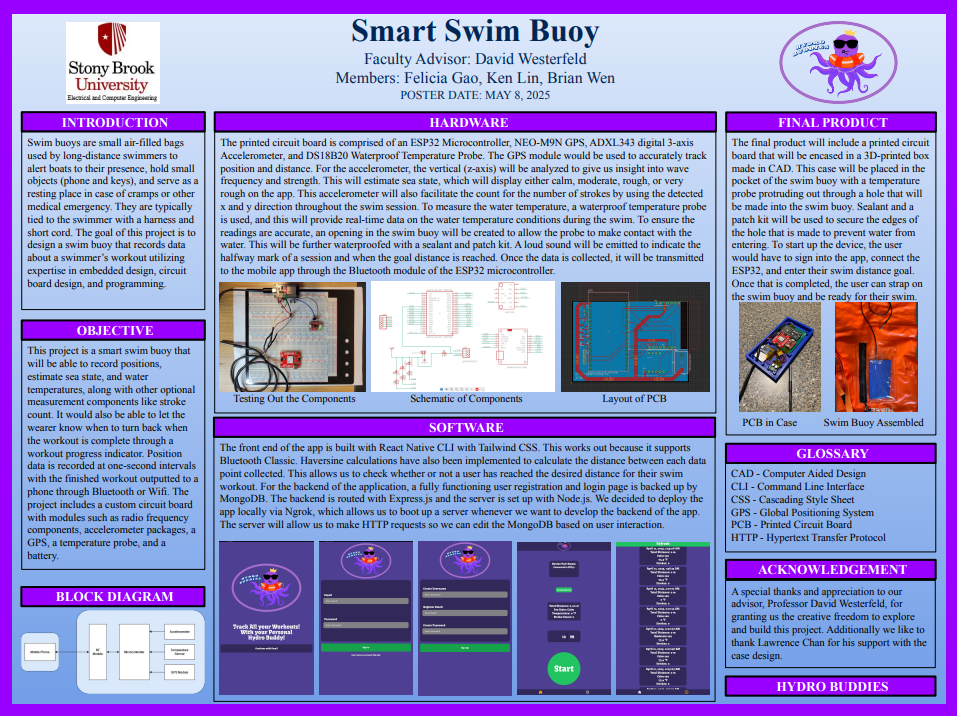 Stony Brook
University
Electrical and Computer Engineering
Smart Swim Buoy
Faculty Advisor: David Westerfeld
Members: Felicia Gao, Ken Lin, Brian Wen
POSTER DATE: MAY 8, 2025
HYDRO
BUDDIES
INTRODUCTION
Swim buoys are small air-filled bags
used by long-distance swimmers to
alert boats to their presence, hold small
objects (phone and keys), and serve as a
resting place in case of cramps or other
medical emergency. They are typically
tied to the swimmer with a harness and
short cord. The goal of this project is to
design a swim buoy that records data
about a swimmer’s workout utilizing
expertise in embedded design, circuit
board design, and programming.
OBJECTIVE
This project is a smart swim buoy that
will be able to record positions,
estimate sea state, and water
temperatures, along with other optional
measurement components like stroke
count. It would also be able to let the
wearer know when to turn back when
the workout is complete through a
workout progress indicator. Position
data is recorded at one-second intervals
with the finished workout outputted to a
phone through Bluetooth or Wifi. The
project includes a custom circuit board
with modules such as radio frequency
components, accelerometer packages, a
GPS, a temperature probe, and a
battery.
BLOCK DIAGRAM
Mobile Phone
RF
Module
Microcontroller
Accelerometer
Temperature
Sensor
GPS Module
HARDWARE
The printed circuit board is comprised of an ESP32 Microcontroller, NEO-M9N GPS, ADXL343 digital 3-axis
Accelerometer, and DS18B20 Waterproof Temperature Probe. The GPS module would be used to accurately track
position and distance. For the accelerometer, the vertical (z-axis) will be analyzed to give us insight into wave
frequency and strength. This will estimate sea state, which will display either calm, moderate, rough, or very
rough on the app. This accelerometer will also facilitate the count for the number of strokes by using the detected
x and y direction throughout the swim session. To measure the water temperature, a waterproof temperature probe
is used, and this will provide real-time data on the water temperature conditions during the swim. To ensure the
readings are accurate, an opening in the swim buoy will be created to allow the probe to make contact with the
water. This will be further waterproofed with a sealant and patch kit. A loud sound will be emitted to indicate the
halfway mark of a session and when the goal distance is reached. Once the data is collected, it will be transmitted
to the mobile app through the Bluetooth module of the ESP32 microcontroller.
Testing Out the Components
Schematic of Components
Layout of PCB
SOFTWARE
The front end of the app is built with React Native CLI with Tailwind CSS. This works out because it supports
Bluetooth Classic. Haversine calculations have also been implemented to calculate the distance between each data
point collected. This allows us to check whether or not a user has reached the desired distance for their swim
workout. For the backend of the application, a fully functioning user registration and login page is backed up by
MongoDB. The backend is routed with Express.js and the server is set up with Node.js. We decided to deploy the
app locally via Ngrok, which allows us to boot up a server whenever we want to develop the backend of the app.
The server will allow us to make HTTP requests so we can edit the MongoDB based on user interaction.
Track All your Workouts!
With your Personal
Hydro Buddy!
Continue with Email
Email
Password
Create Username
Register Email
Create Password
Start
Refresh
FINAL PRODUCT
The final product will include a printed circuit
board that will be encased in a 3D-printed box
made in CAD. This case will be placed in the
pocket of the swim buoy with a temperature
probe protruding out through a hole that will
be made into the swim buoy. Sealant and a
patch kit will be used to secure the edges of
the hole that is made to prevent water from
entering. To start up the device, the user
would have to sign into the app, connect the
ESP32, and enter their swim distance goal.
Once that is completed, the user can strap on
the swim buoy and be ready for their swim.
PCB in Case
Swim Buoy Assembled
GLOSSARY
CAD - Computer Aided Design
CLI - Command Line Interface
CSS - Cascading Style Sheet
GPS - Global Positioning System
PCB - Printed Circuit Board
HTTP - Hypertext Transfer Protocol
ACKNOWLEDGEMENT
A special thanks and appreciation to our
advisor, Professor David Westerfeld, for
granting us the creative freedom to explore
and build this project. Additionally we like to
thank Lawrence Chan for his support with the
case design.
HYDRO BUDDIES